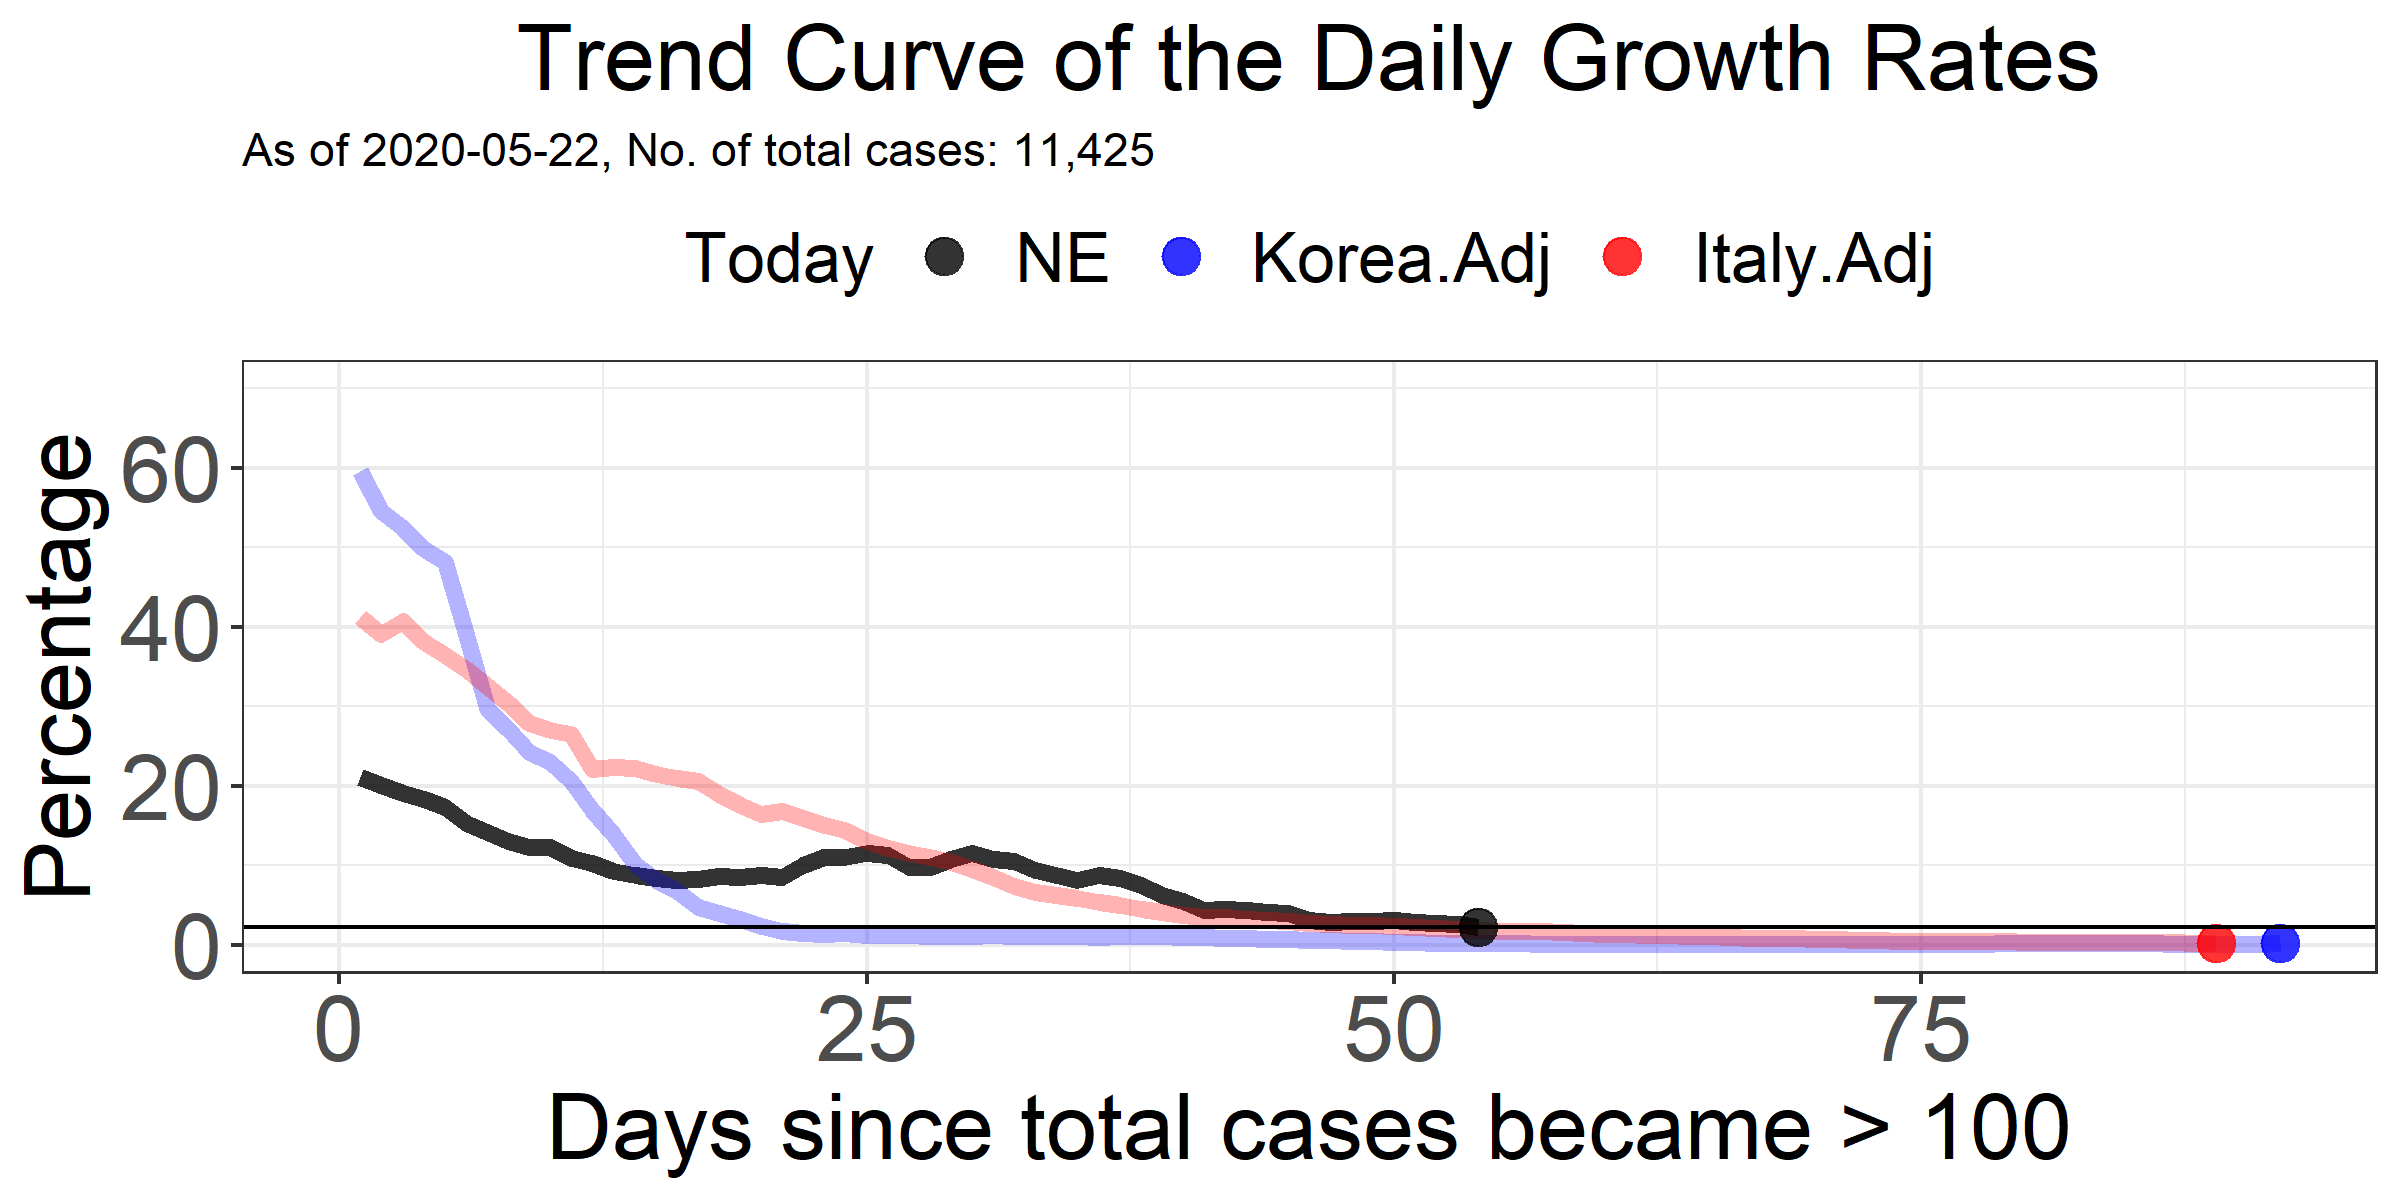 Trend Curve of the Daily Growth Rates
As of 2020-05-22, No. of total cases: 11,425
Today NE Korea.Adj Italy.Adj
Percentage
60
40
20
0
0 25 50 75
Days since total cases became > 100